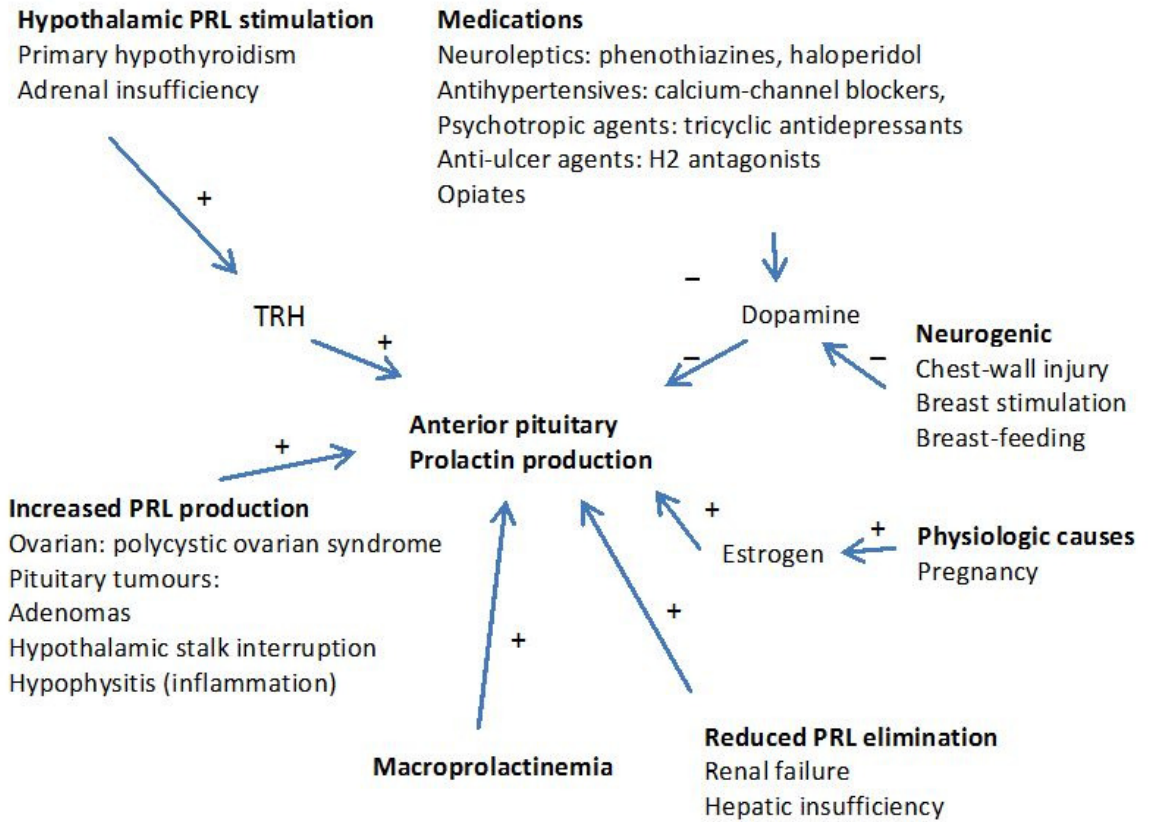 Hypothalamic PRL stimulation
Primary hypothyroidism
Adrenal insufficiency
Medications
Neuroleptics: phenothiazines, haloperidol
Antihypertensives: calcium-channel blockers,
Psychotropic agents: tricyclic antidepressants
Anti-ulcer agents: H2 antagonists
Opiates
+
–
TRH
Dopamine
+
–
Neurogenic
Chest-wall injury
Breast stimulation
Breast-feeding
–
Anterior pituitary
Prolactin production
+
Increased PRL production
Ovarian: polycystic ovarian syndrome
Pituitary tumours:
Adenomas
Hypothalamic stalk interruption
Hypophysitis (inflammation)
+
Estrogen
+
Physiologic causes
Pregnancy
+
+
Macroprolactinemia
Reduced PRL elimination
Renal failure
Hepatic insufficiency